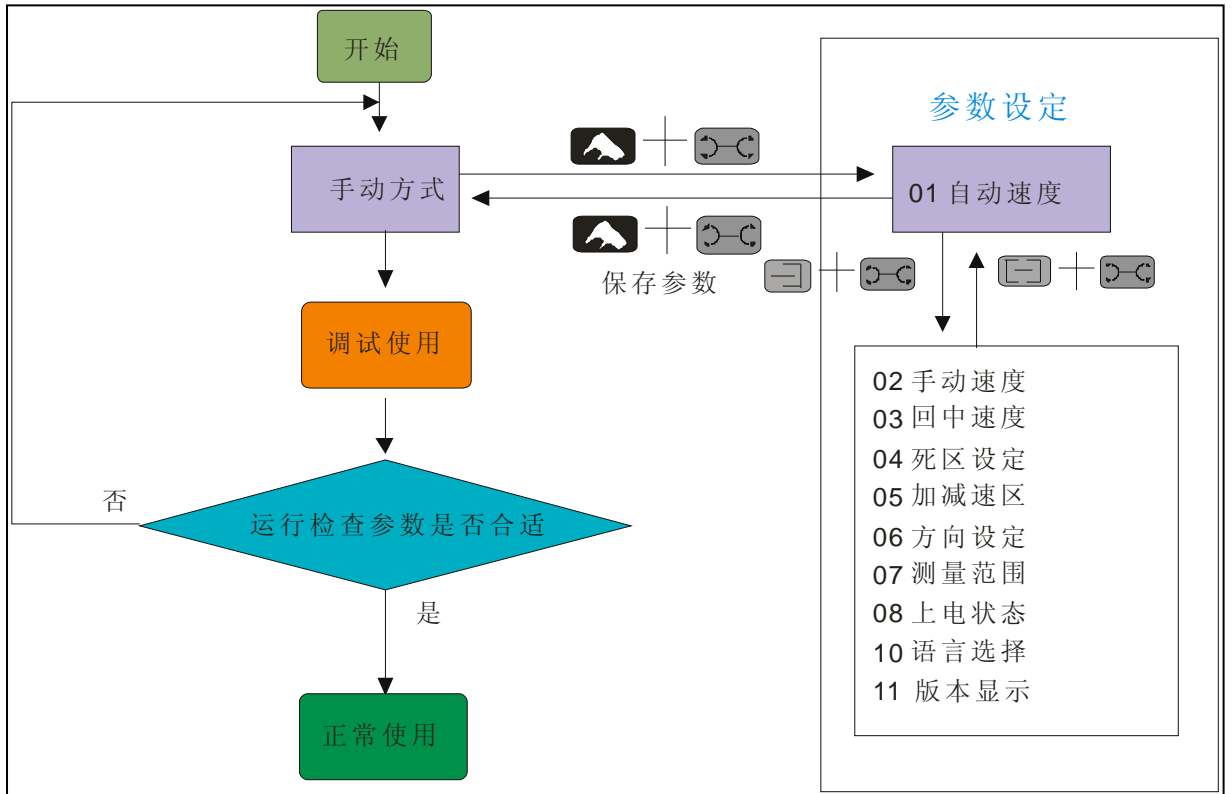 开始
参数设定
手动方式
01 自动速度
保存参数
调试使用
02 手动速度
03 回中速度
04 死区设定
05 加减速区
06 方向设定
07 测量范围
08 上电状态
10 语言选择
11 版本显示
否
运行检查参数是否合适
是
正常使用